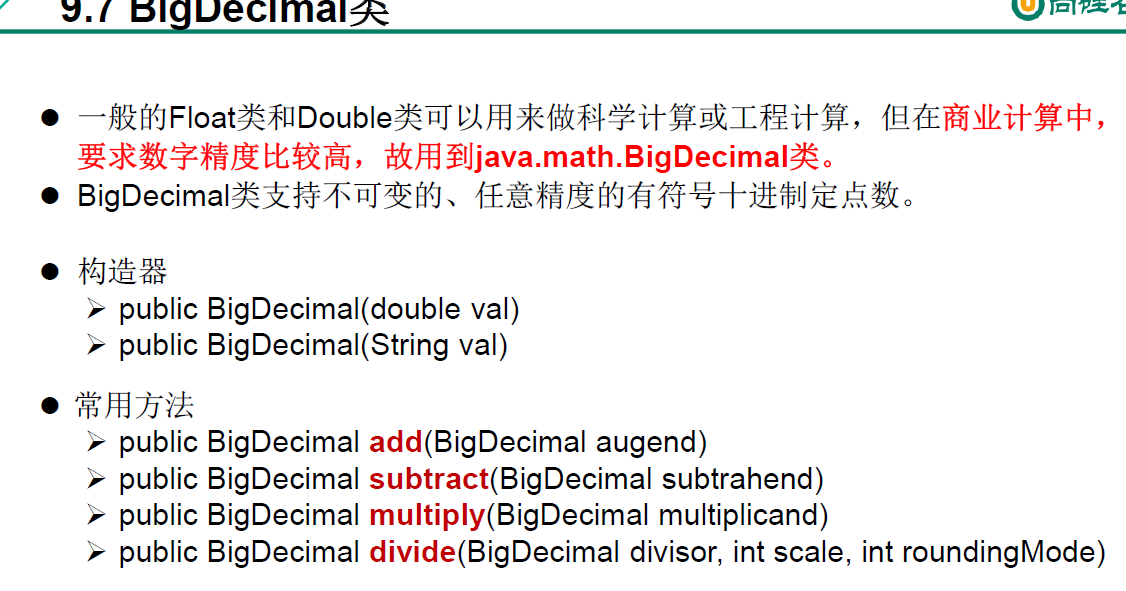 9.7 BigDecimal类
一般的Float类和Double类可以用来做科学计算或工程计算，但在商业计算中，
要求数字精度比较高，故用到java.math.BigDecimal类。
BigDecimal类支持不可变的、任意精度的有符号十进制定点数。
构造器
public BigDecimal(double val)
public BigDecimal(String val)
常用方法
public BigDecimal add(BigDecimal augend)
public BigDecimal subtract(BigDecimal subtrahend)
public BigDecimal multiply(BigDecimal multiplicand)
public BigDecimal divide(BigDecimal divisor, int scale, int roundingMode)